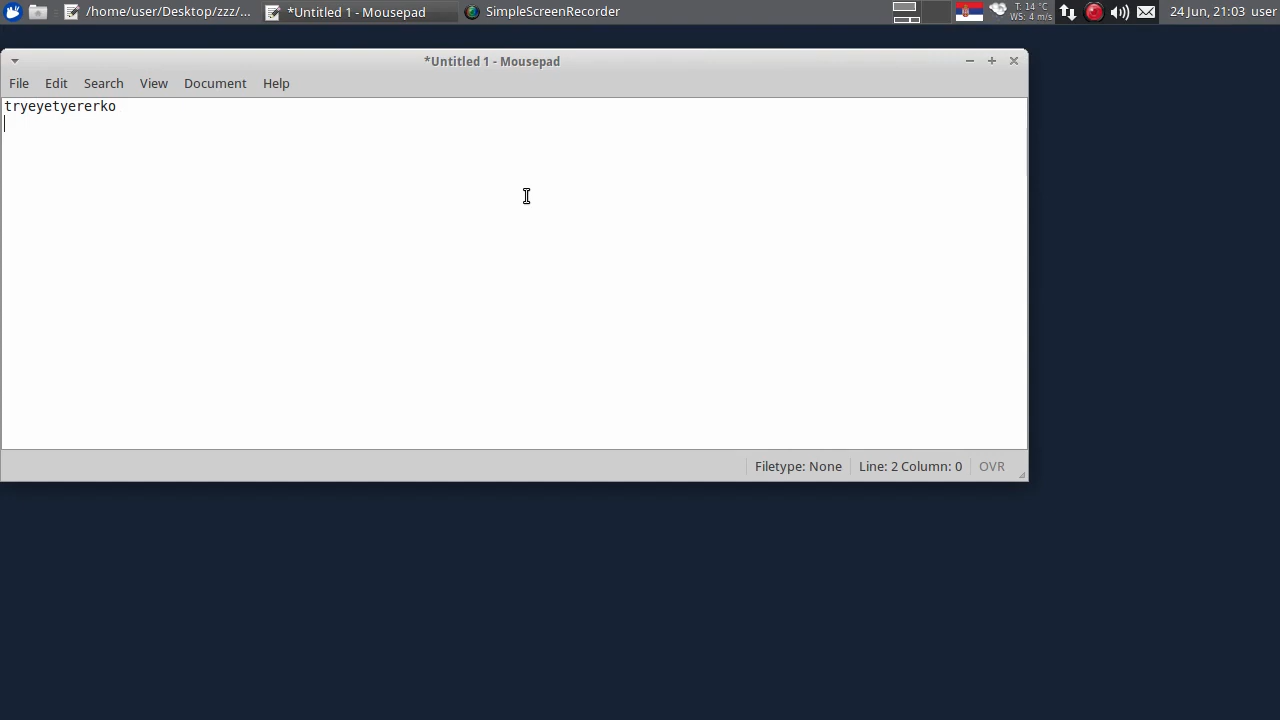 /home/user/Desktop/zzz/... *Untitled 1 - Mousepad SimpleScreenRecorder T: 14 °C WS: 4 m/s 24 Jun, 21:03 user
*Untitled 1 - Mousepad
File Edit Search View Document Help
tryeyetyererko
Filetype: None Line: 2 Column: 0 OVR